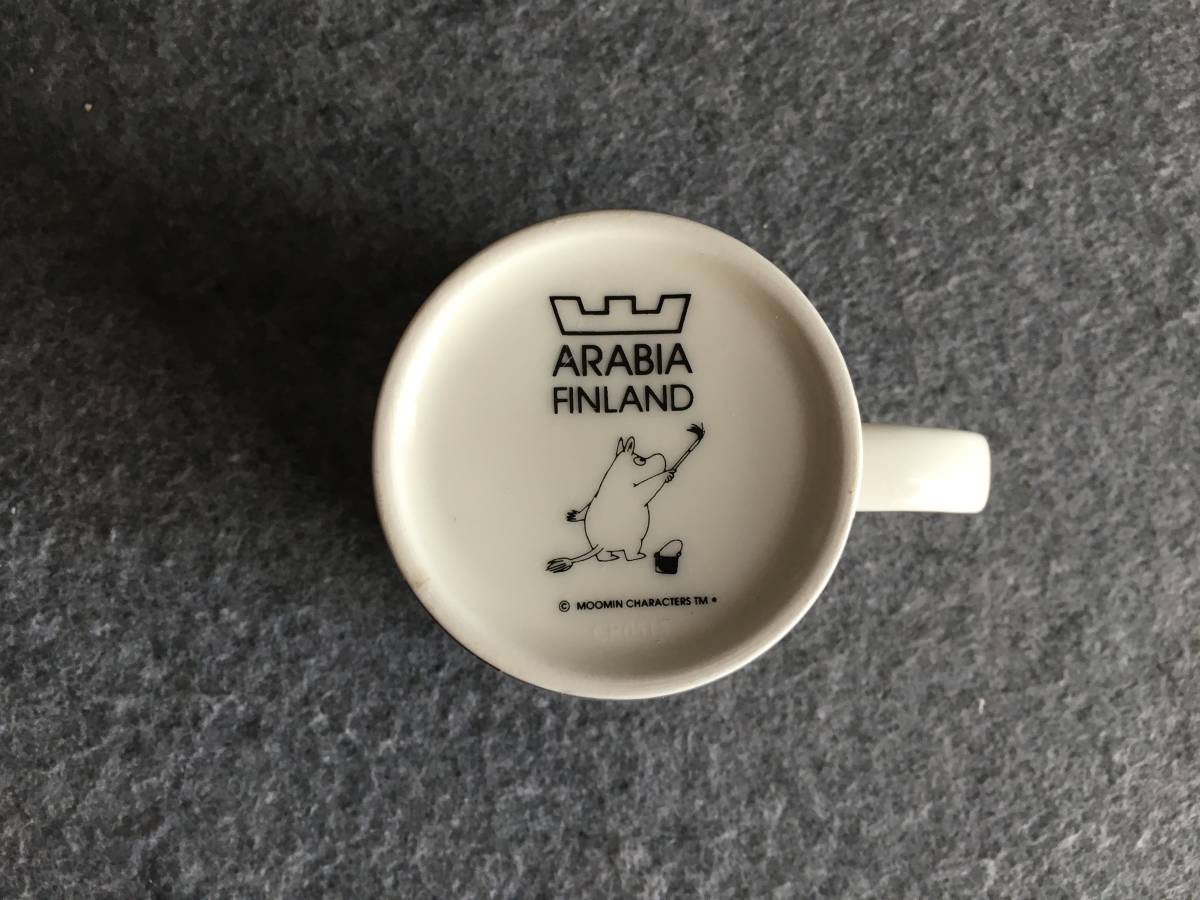 ARABIA
FINLAND
© MOOMIN CHARACTERS TM •